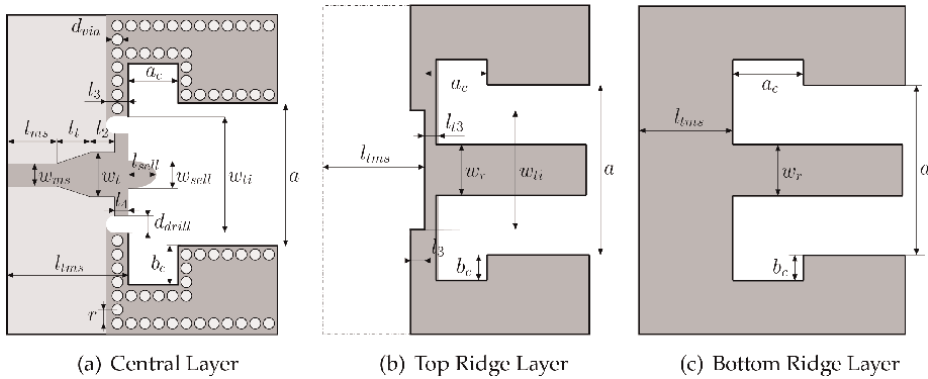 d_via
a_c
l_3
l_ms
l_t
l_2
l_sell
w_ms
w_t
w_sell
w_ti
a
l_4
d_drill
l_tms
b_c
r
(a) Central Layer
a_c
l_t3
l_tms
w_r
w_ti
a
l_3
b_c
(b) Top Ridge Layer
a_c
l_tms
w_r
a
b_c
(c) Bottom Ridge Layer